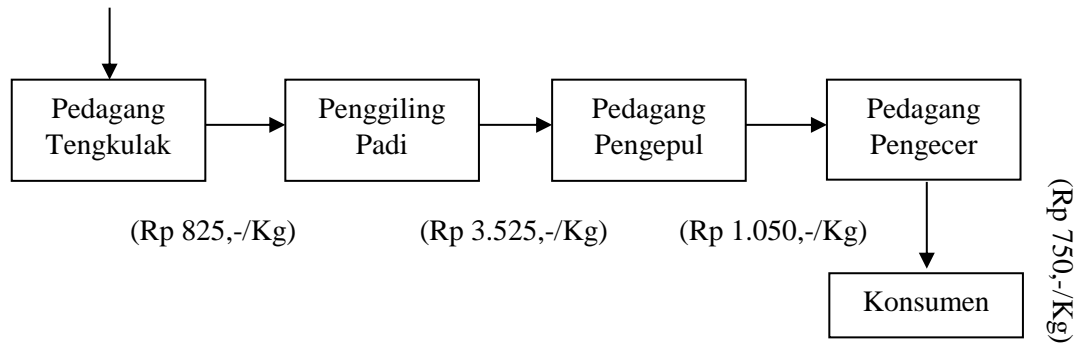 Pedagang
Tengkulak
Penggiling
Padi
Pedagang
Pengepul
Pedagang
Pengecer
(Rp 825,-/Kg)
(Rp 3.525,-/Kg)
(Rp 1.050,-/Kg)
(Rp 750,-/Kg)
Konsumen